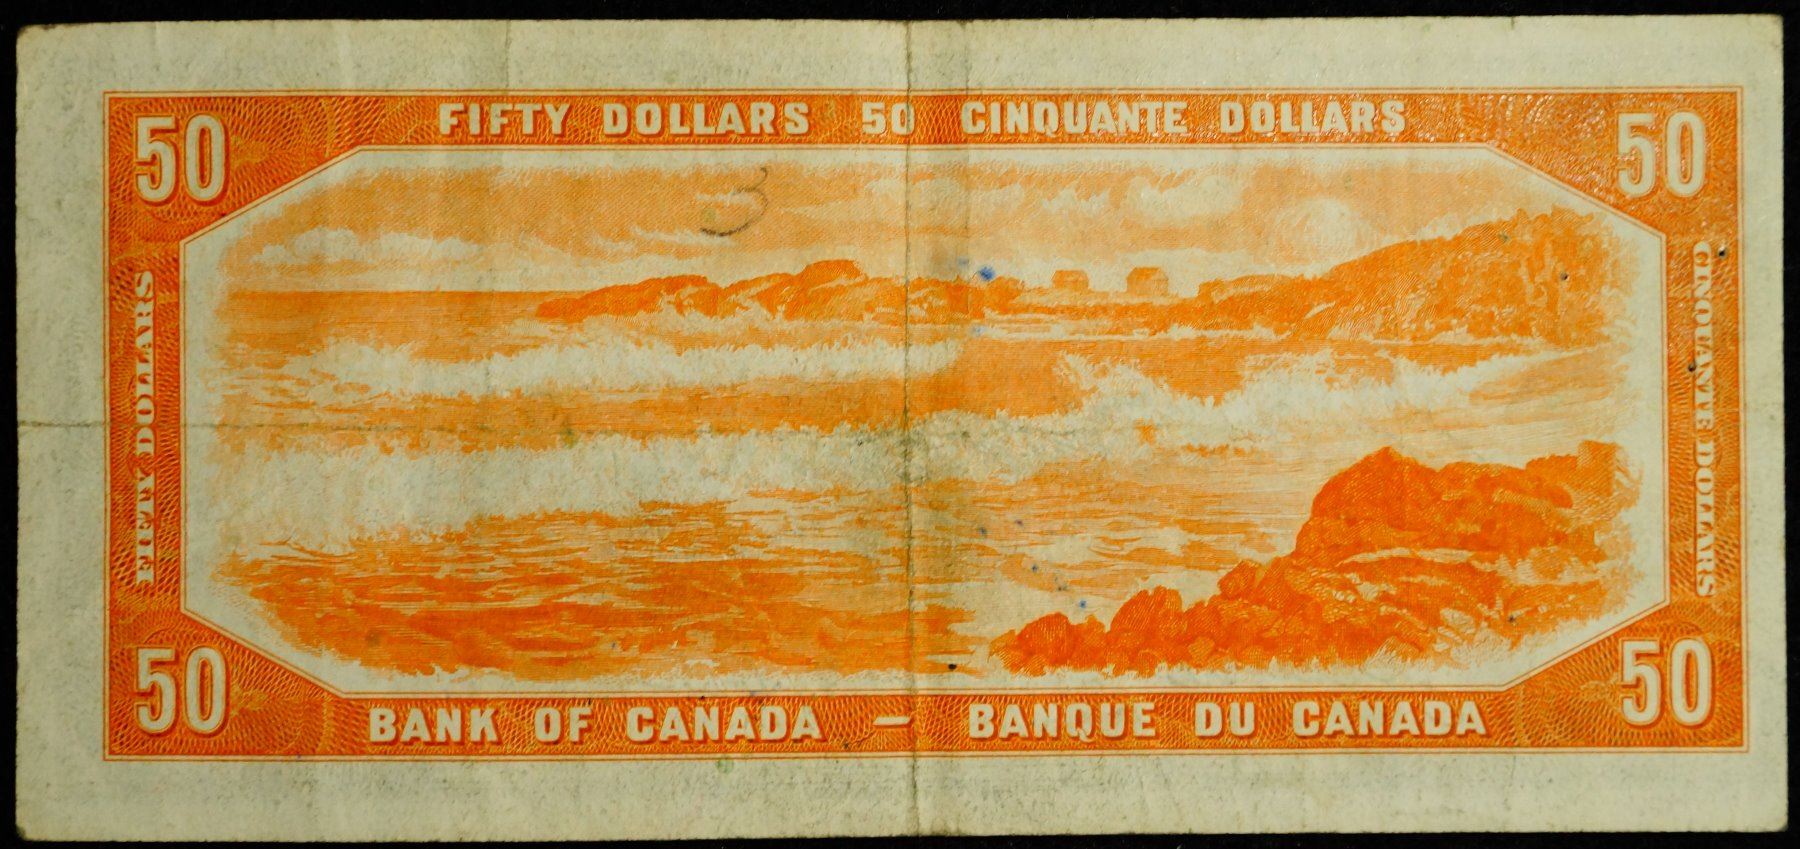 50
FIFTY DOLLARS 50 CINQUANTE DOLLARS
50
FIFTY DOLLARS
CINQUANTE DOLLARS
50
BANK OF CANADA — BANQUE DU CANADA
50